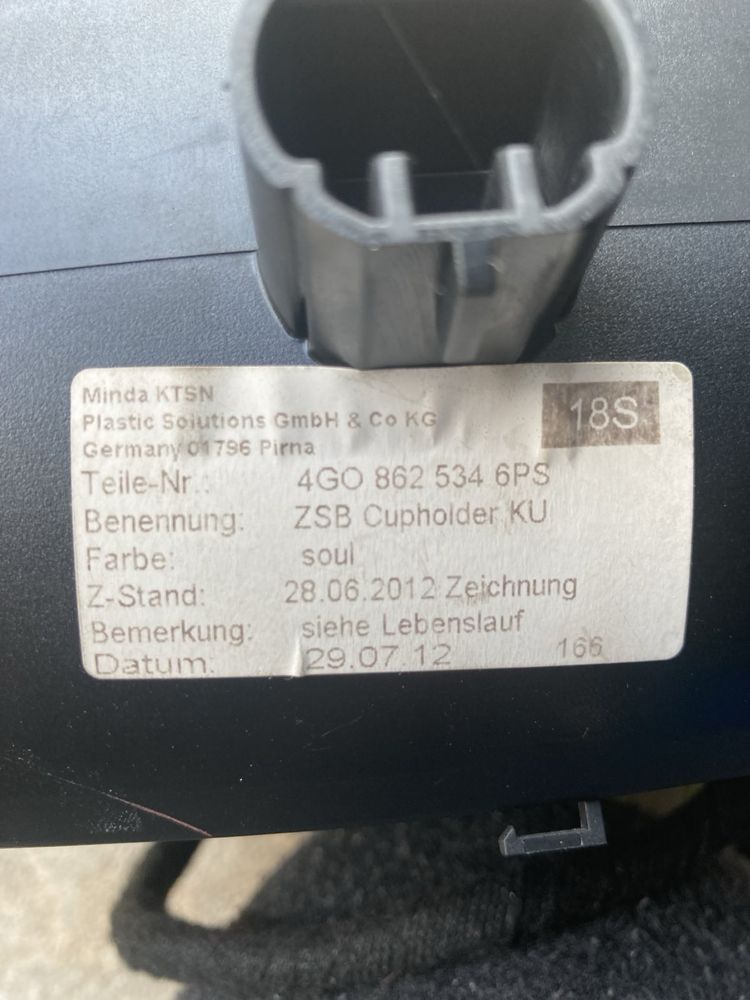 Minda KTSN
Plastic Solutions GmbH & Co KG
Germany 01796 Pirna
18S
Teile-Nr.: 4GO 862 534 6PS
Benennung: ZSB Cupholder KU
Farbe: soul
Z-Stand: 28.06.2012 Zeichnung
Bemerkung: siehe Lebenslauf
Datum: 29.07.12 166